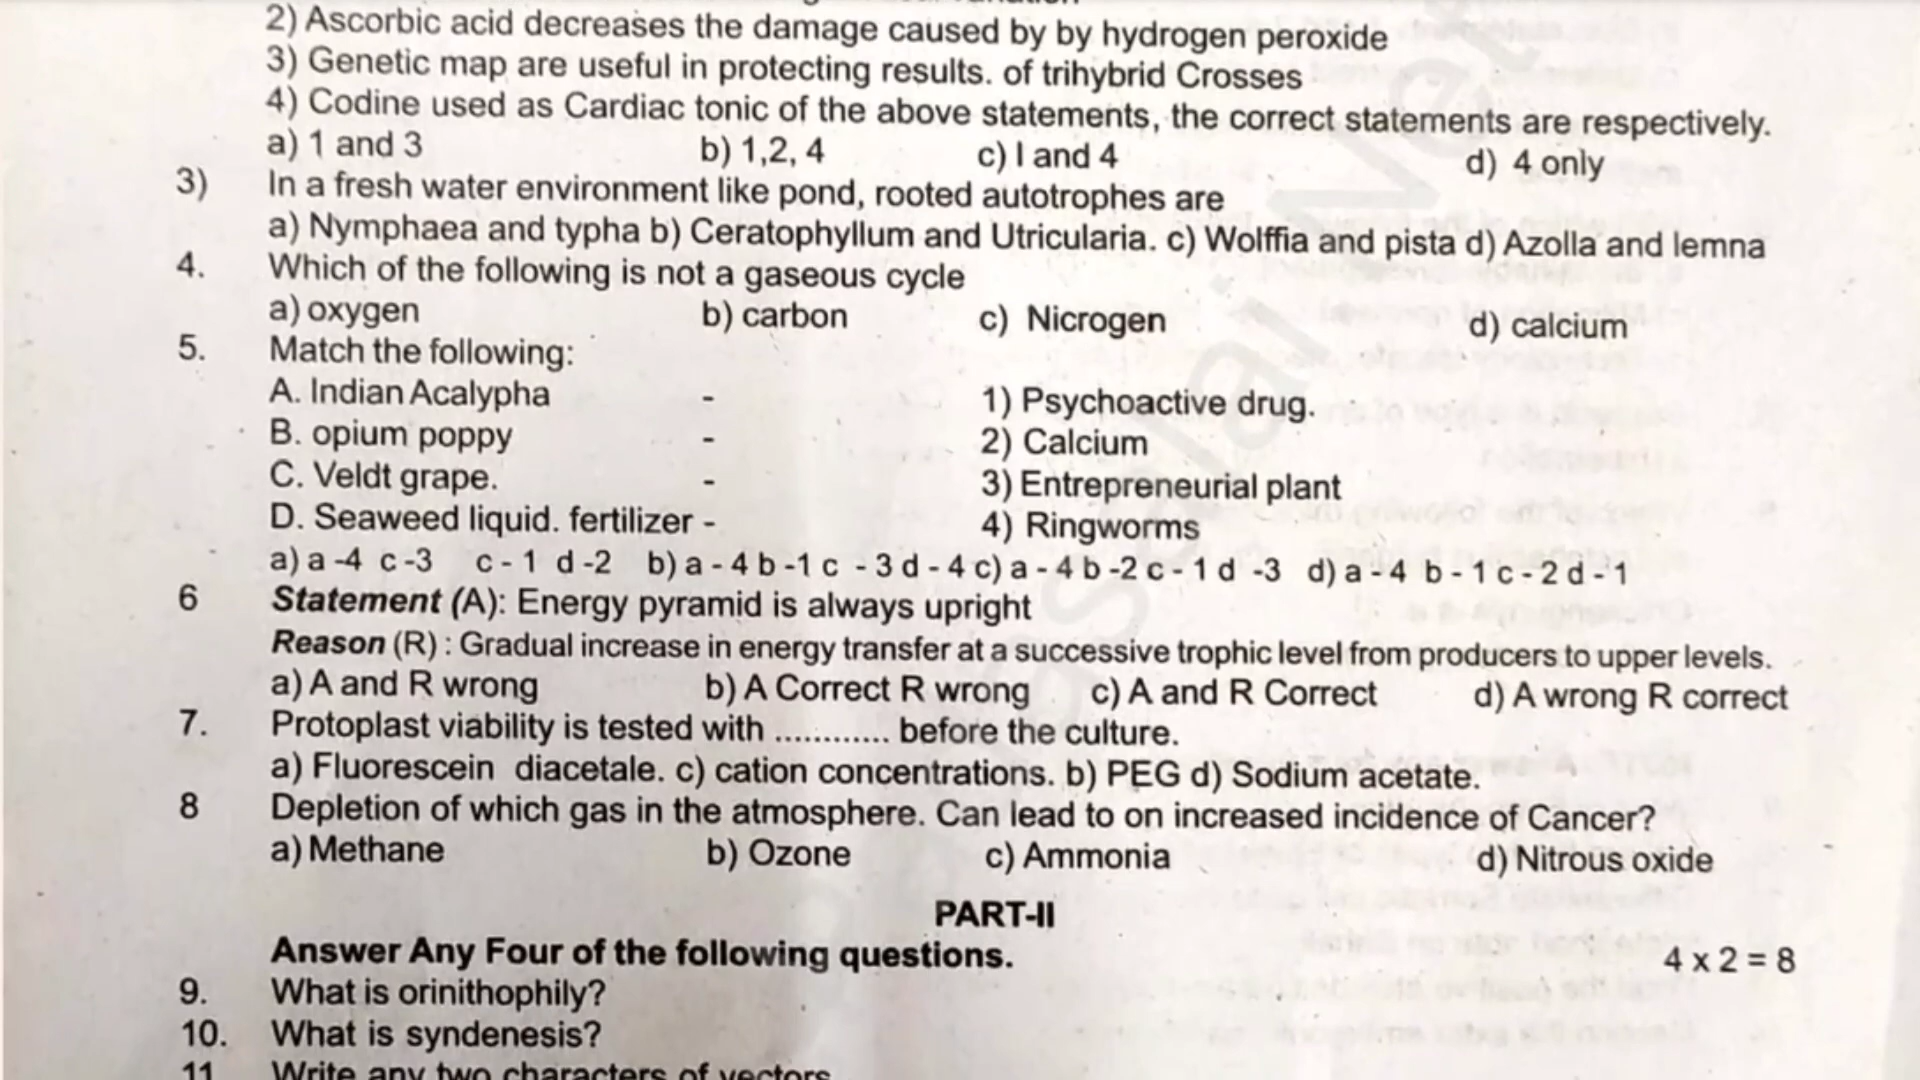 2) Ascorbic acid decreases the damage caused by by hydrogen peroxide
3) Genetic map are useful in protecting results. of trihybrid Crosses
4) Codine used as Cardiac tonic of the above statements, the correct statements are respectively.
a) 1 and 3 b) 1,2, 4 c) I and 4 d) 4 only
3) In a fresh water environment like pond, rooted autotrophes are
a) Nymphaea and typha b) Ceratophyllum and Utricularia. c) Wolffia and pista d) Azolla and lemna
4. Which of the following is not a gaseous cycle
a) oxygen b) carbon c) Nicrogen d) calcium
5. Match the following:
A. Indian Acalypha - 1) Psychoactive drug.
B. opium poppy - 2) Calcium
C. Veldt grape. - 3) Entrepreneurial plant
D. Seaweed liquid. fertilizer - 4) Ringworms
a) a -4 c -3 c - 1 d -2 b) a - 4 b -1 c - 3 d - 4 c) a - 4 b -2 c - 1 d -3 d) a - 4 b - 1 c - 2 d - 1
6 Statement (A): Energy pyramid is always upright
Reason (R) : Gradual increase in energy transfer at a successive trophic level from producers to upper levels.
a) A and R wrong b) A Correct R wrong c) A and R Correct d) A wrong R correct
7. Protoplast viability is tested with ............ before the culture.
a) Fluorescein diacetale. c) cation concentrations. b) PEG d) Sodium acetate.
8 Depletion of which gas in the atmosphere. Can lead to on increased incidence of Cancer?
a) Methane b) Ozone c) Ammonia d) Nitrous oxide
PART-II
Answer Any Four of the following questions. 4 x 2 = 8
9. What is orinithophily?
10. What is syndenesis?
11 Write any two characters of vectors